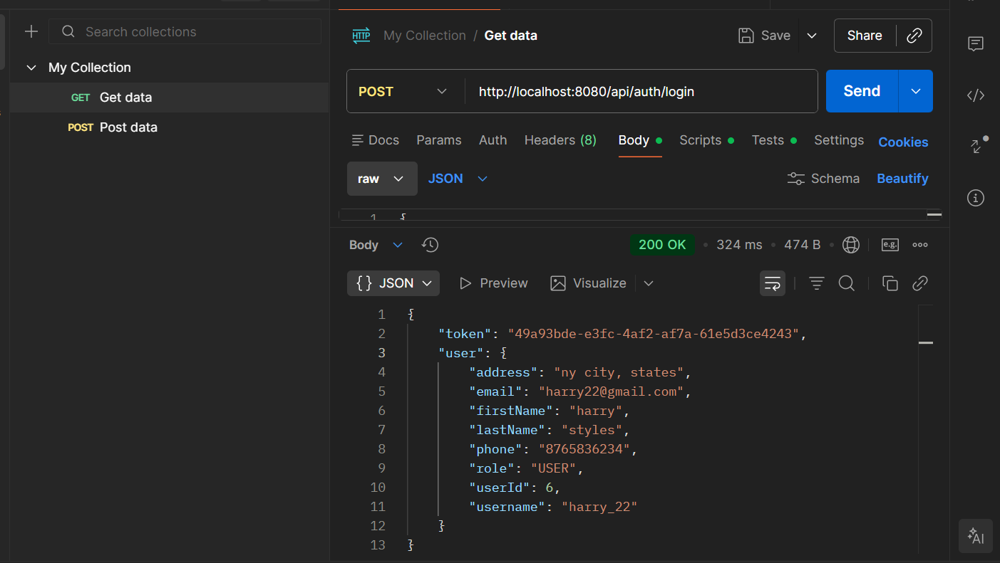 Search collections
My Collection
GET Get data
POST Post data
HTTP My Collection / Get data
Save
Share
POST http://localhost:8080/api/auth/login
Send
Docs Params Auth Headers (8) Body Scripts Tests Settings Cookies
raw JSON Schema Beautify
1 {
Body 200 OK 324 ms 474 B e.g.
{} JSON Preview Visualize
1 {
2 "token": "49a93bde-e3fc-4af2-af7a-61e5d3ce4243",
3 "user": {
4 "address": "ny city, states",
5 "email": "harry22@gmail.com",
6 "firstName": "harry",
7 "lastName": "styles",
8 "phone": "8765836234",
9 "role": "USER",
10 "userId": 6,
11 "username": "harry_22"
12 }
13 }
AI